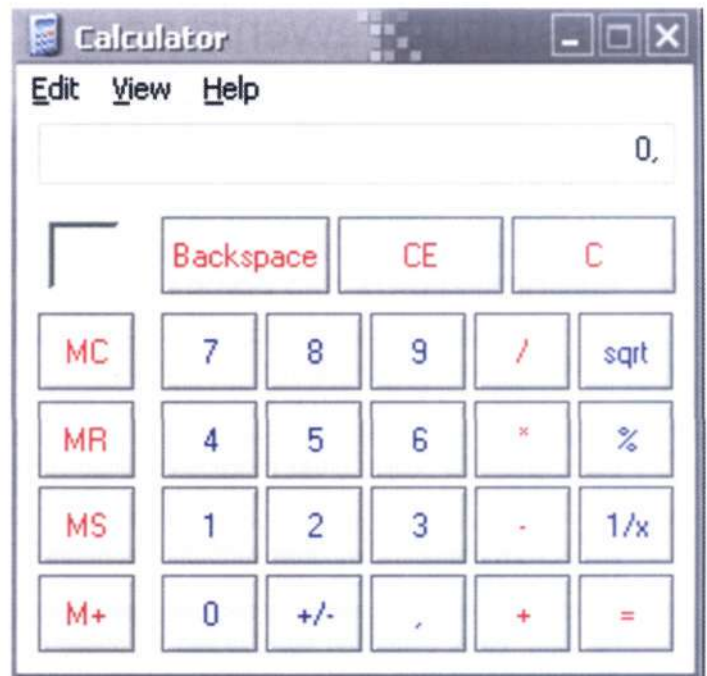 Calculator
Edit View Help
0,
Backspace CE C
MC 7 8 9 / sqrt
MR 4 5 6 * %
MS 1 2 3 - 1/x
M+ 0 +/- , + =